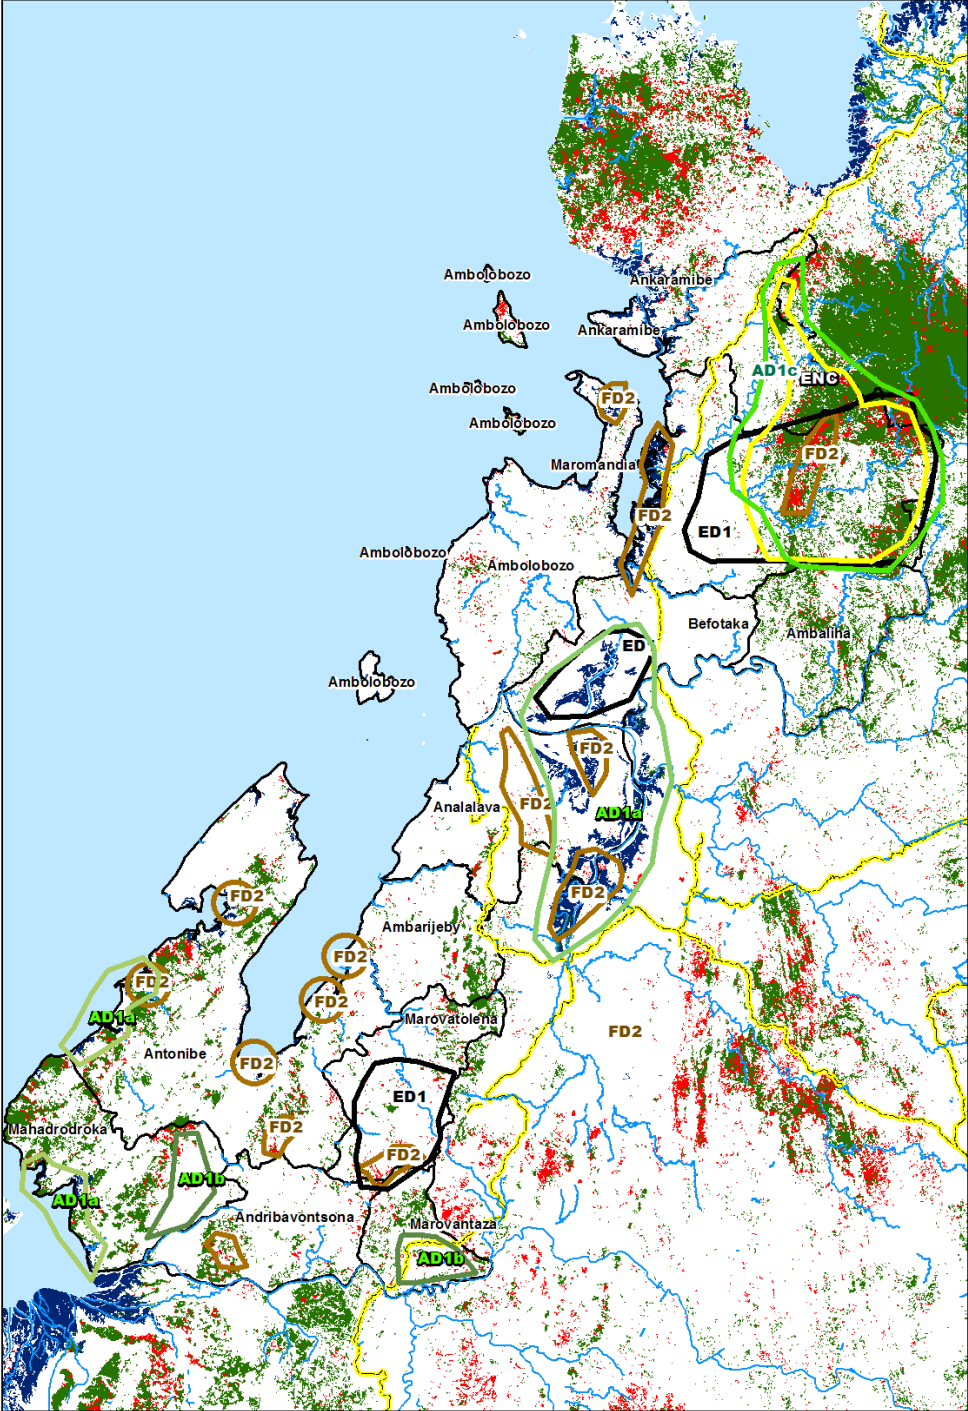 Ambolobozo
Ankaramibe
Ambolobozo
Ankaramibe
AD1c
ENC
Ambolobozo
FD2
Ambolobozo
FD2
Maromandia
FD2
ED1
Ambolobozo
Ambolobozo
Befotaka
Ambaliha
ED
Ambolobozo
FD2
Analalava
FD2
AD1a
FD2
FD2
Ambarijeby
FD2
FD2
FD2
AD1a
Marovatolena
FD2
Antonibe
FD2
ED1
Mahadrodroka
FD2
FD2
AD1b
AD1a
Andribavontsona
Marovantaza
AD1b